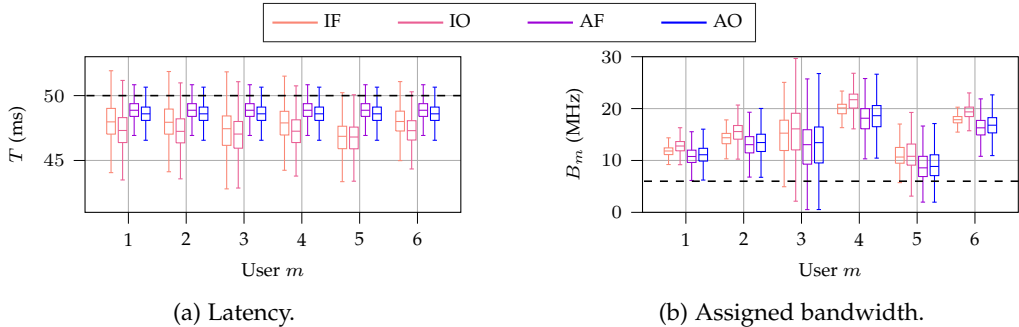 IF IO AF AO
50
45
T (ms)
1 2 3 4 5 6
User m
(a) Latency.
30
20
10
0
B_m (MHz)
1 2 3 4 5 6
User m
(b) Assigned bandwidth.